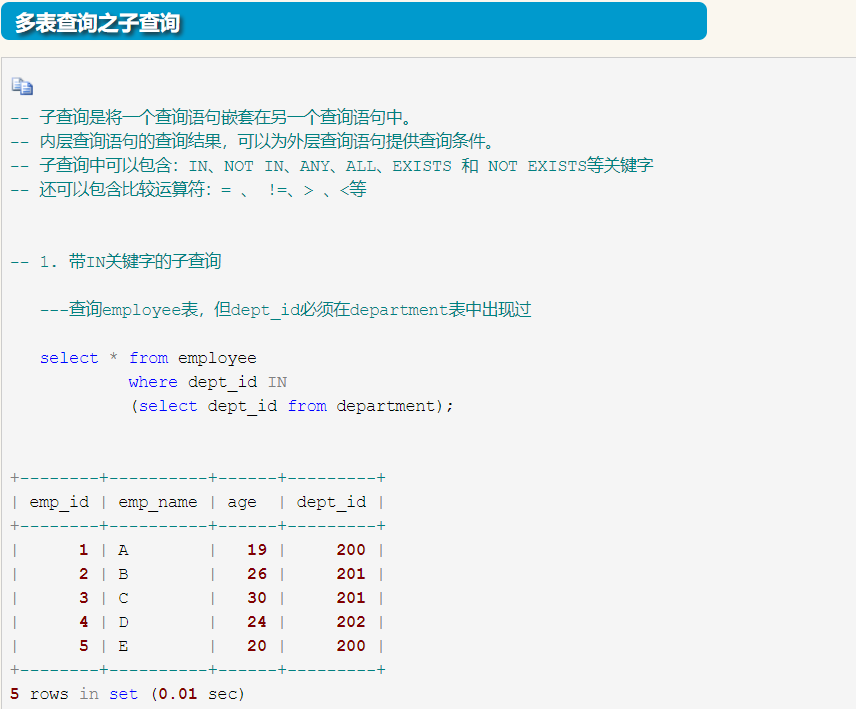 多表查询之子查询
-- 子查询是将一个查询语句嵌套在另一个查询语句中。
-- 内层查询语句的查询结果，可以为外层查询语句提供查询条件。
-- 子查询中可以包含：IN、NOT IN、ANY、ALL、EXISTS 和 NOT EXISTS等关键字
-- 还可以包含比较运算符：= 、 !=、> 、<等
-- 1. 带IN关键字的子查询
---查询employee表，但dept_id必须在department表中出现过
select * from employee
where dept_id IN
(select dept_id from department);
+--------+----------+------+---------+
| emp_id | emp_name | age  | dept_id |
+--------+----------+------+---------+
|      1 | A        |   19 |     200 |
|      2 | B        |   26 |     201 |
|      3 | C        |   30 |     201 |
|      4 | D        |   24 |     202 |
|      5 | E        |   20 |     200 |
+--------+----------+------+---------+
5 rows in set (0.01 sec)